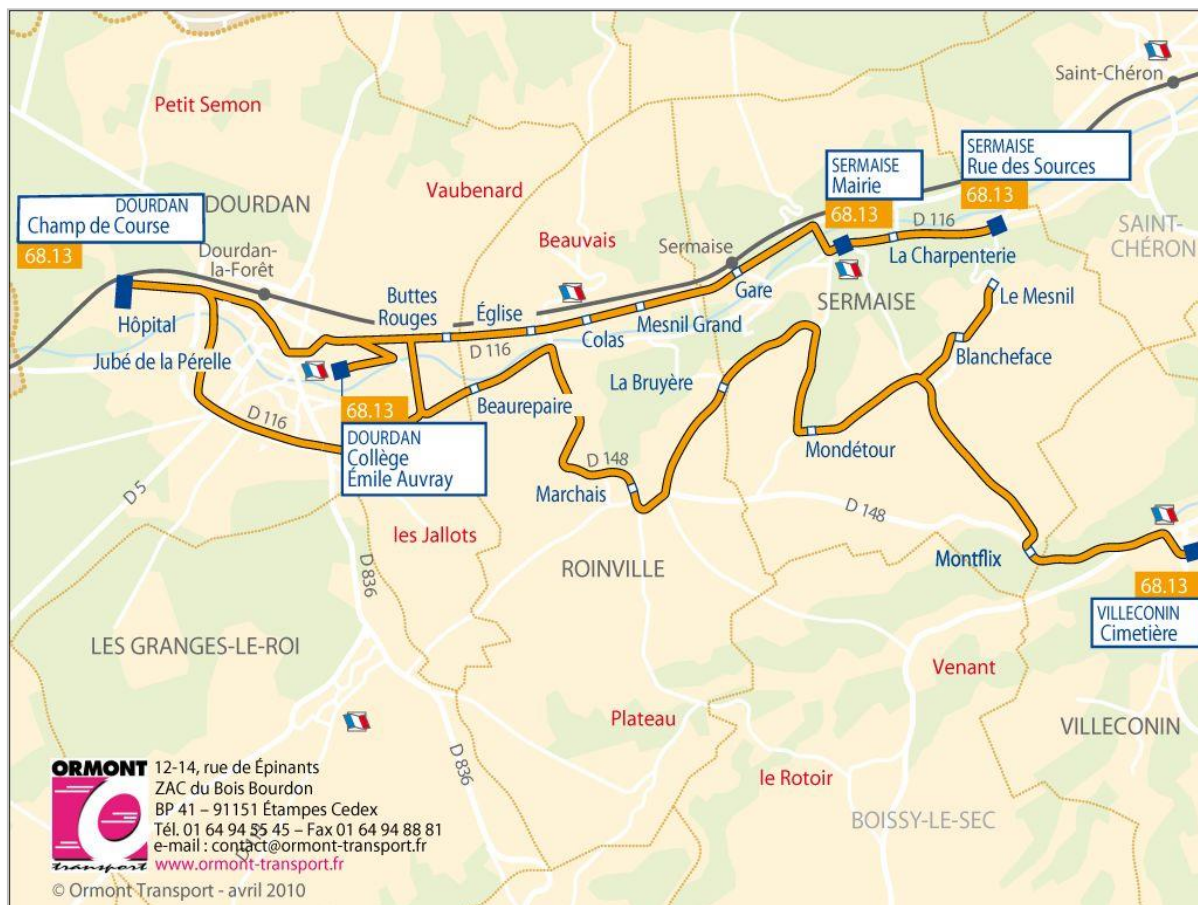 Saint-Chéron
Petit Semon
SERMAISE
Rue des Sources
68.13
SERMAISE
Mairie
68.13
Vaubenard
DOURDAN
Champ de Course
68.13
DOURDAN
Beauvais
Sermaise
D 116
SAINT-
CHÉRON
La Charpenterie
Dourdan-
la-Forêt
Gare
SERMAISE
Le Mesnil
Buttes
Rouges
Église
Hôpital
Colas
Mesnil Grand
D 116
Jubé de la Pérelle
Blancheface
La Bruyère
68.13
DOURDAN
Collège
Émile Auvray
Beaurepaire
D 116
Mondétour
D 5
D 148
Marchais
D 148
les Jallots
Montflix
ROINVILLE
D 836
68.13
VILLECONIN
Cimetière
LES GRANGES-LE-ROI
Venant
Plateau
VILLECONIN
D 836
le Rotoir
BOISSY-LE-SEC
ORMONT
transport
12-14, rue de Épinants
ZAC du Bois Bourdon
BP 41 – 91151 Étampes Cedex
Tél. 01 64 94 55 45 – Fax 01 64 94 88 81
e-mail : contact@ormont-transport.fr
www.ormont-transport.fr
© Ormont Transport - avril 2010